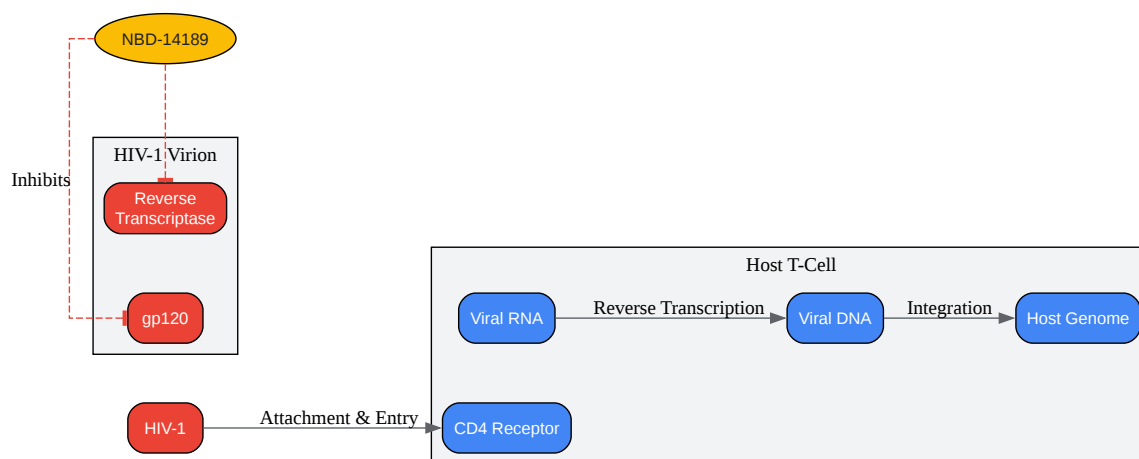 NBD-14189
HIV-1 Virion
Inhibits
Reverse
Transcriptase
gp120
Host T-Cell
Viral RNA
Reverse Transcription
Viral DNA
Integration
Host Genome
HIV-1
Attachment & Entry
CD4 Receptor